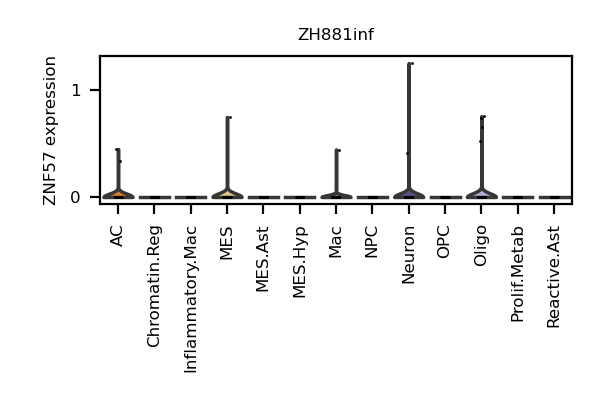 ZH881inf
ZNF57 expression
1
0
AC
Chromatin.Reg
Inflammatory.Mac
MES
MES.Ast
MES.Hyp
Mac
NPC
Neuron
OPC
Oligo
Prolif.Metab
Reactive.Ast